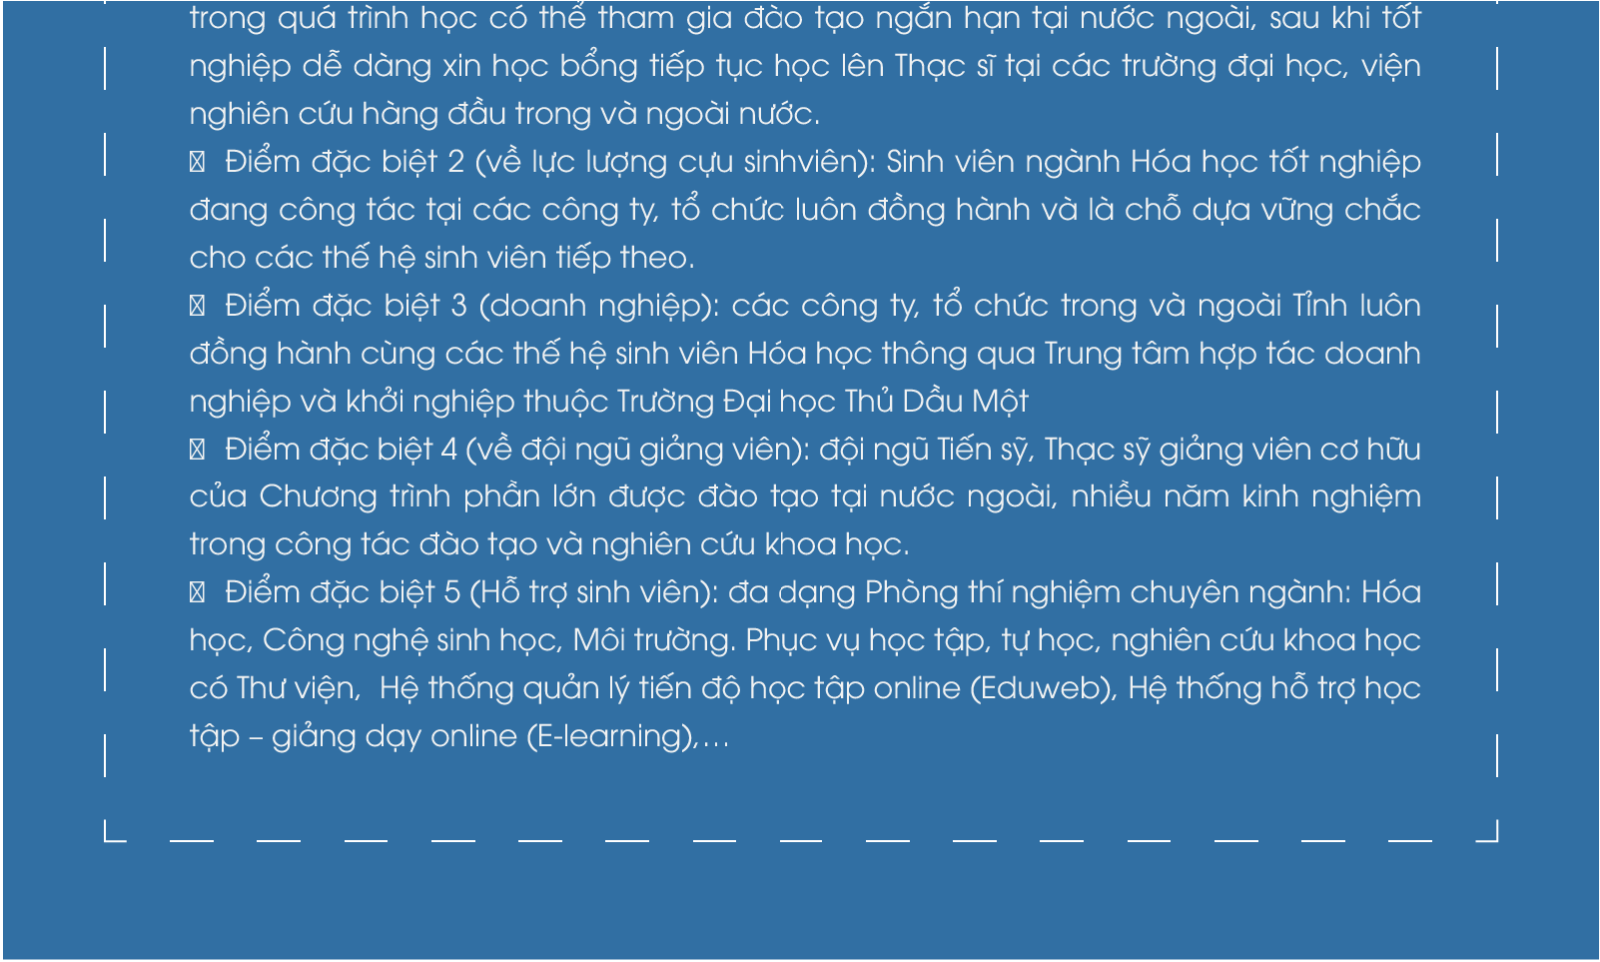 trong quá trình học có thể tham gia đào tạo ngắn hạn tại nước ngoài, sau khi tốt
nghiệp dễ dàng xin học bổng tiếp tục học lên Thạc sĩ tại các trường đại học, viện
nghiên cứu hàng đầu trong và ngoài nước.
Điểm đặc biệt 2 (về lực lượng cựu sinhviên): Sinh viên ngành Hóa học tốt nghiệp
đang công tác tại các công ty, tổ chức luôn đồng hành và là chỗ dựa vững chắc
cho các thế hệ sinh viên tiếp theo.
Điểm đặc biệt 3 (doanh nghiệp): các công ty, tổ chức trong và ngoài Tỉnh luôn
đồng hành cùng các thế hệ sinh viên Hóa học thông qua Trung tâm hợp tác doanh
nghiệp và khởi nghiệp thuộc Trường Đại học Thủ Dầu Một
Điểm đặc biệt 4 (về đội ngũ giảng viên): đội ngũ Tiến sỹ, Thạc sỹ giảng viên cơ hữu
của Chương trình phần lớn được đào tạo tại nước ngoài, nhiều năm kinh nghiệm
trong công tác đào tạo và nghiên cứu khoa học.
Điểm đặc biệt 5 (Hỗ trợ sinh viên): đa dạng Phòng thí nghiệm chuyên ngành: Hóa
học, Công nghệ sinh học, Môi trường. Phục vụ học tập, tự học, nghiên cứu khoa học
có Thư viện,  Hệ thống quản lý tiến độ học tập online (Eduweb), Hệ thống hỗ trợ học
tập – giảng dạy online (E-learning),...